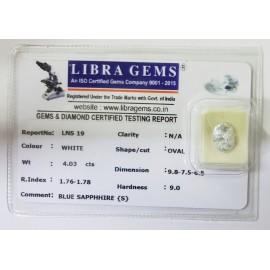 LIBRA GEMS
An ISO Certified Gems Company 9001 - 2015
Registered Under the Trade Marks with Govt. of India
website : www.libragems.co.in
GEMS & DIAMOND CERTIFIED TESTING REPORT
ReportNo: LNS 19 Clarity : N/A
Colour : WHITE Shape/cut : OVAL
Wt : 4.03 cts Dimension : 9.8-7.5-6.5
R.Index : 1.76-1.78 Hardness : 9.0
Comment : BLUE SAPPHHIRE {S}